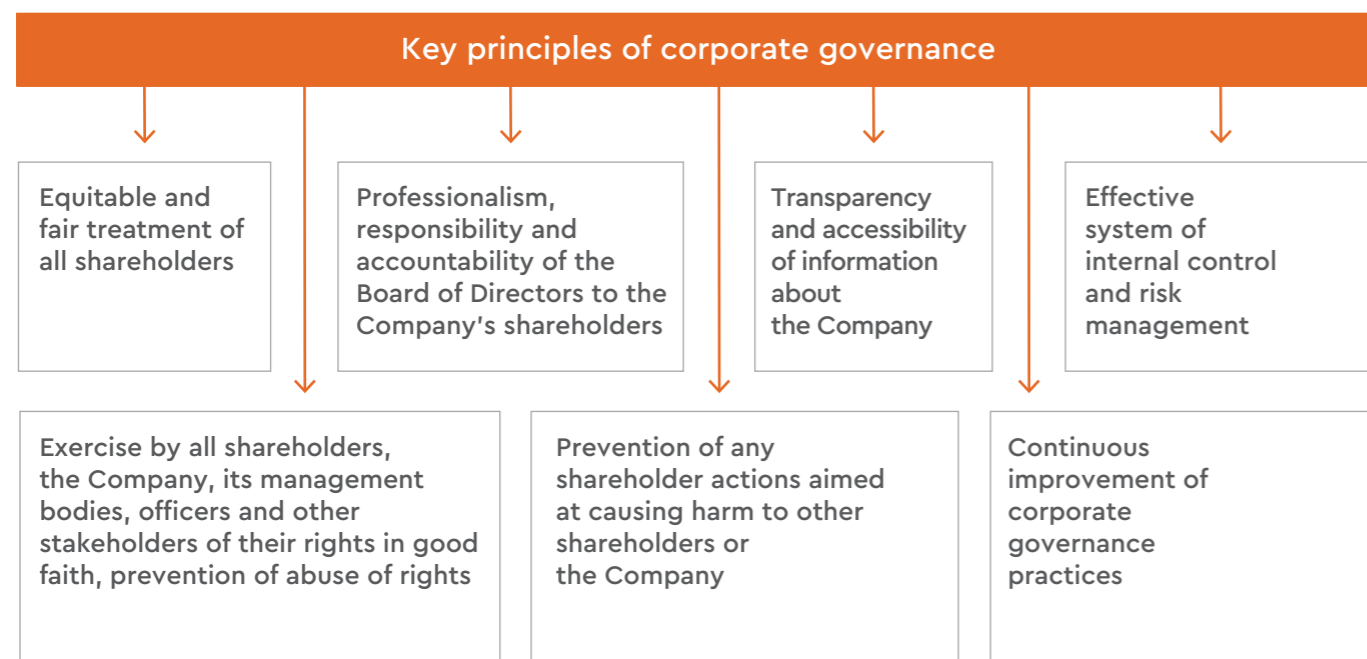 Key principles of corporate governance
Equitable and
fair treatment of
all shareholders
Professionalism,
responsibility and
accountability of the
Board of Directors to the
Company's shareholders
Transparency
and accessibility
of information
about
the Company
Effective
system of
internal control
and risk
management
Exercise by all shareholders,
the Company, its management
bodies, officers and other
stakeholders of their rights in good
faith, prevention of abuse of rights
Prevention of any
shareholder actions aimed
at causing harm to other
shareholders or
the Company
Continuous
improvement of
corporate
governance
practices